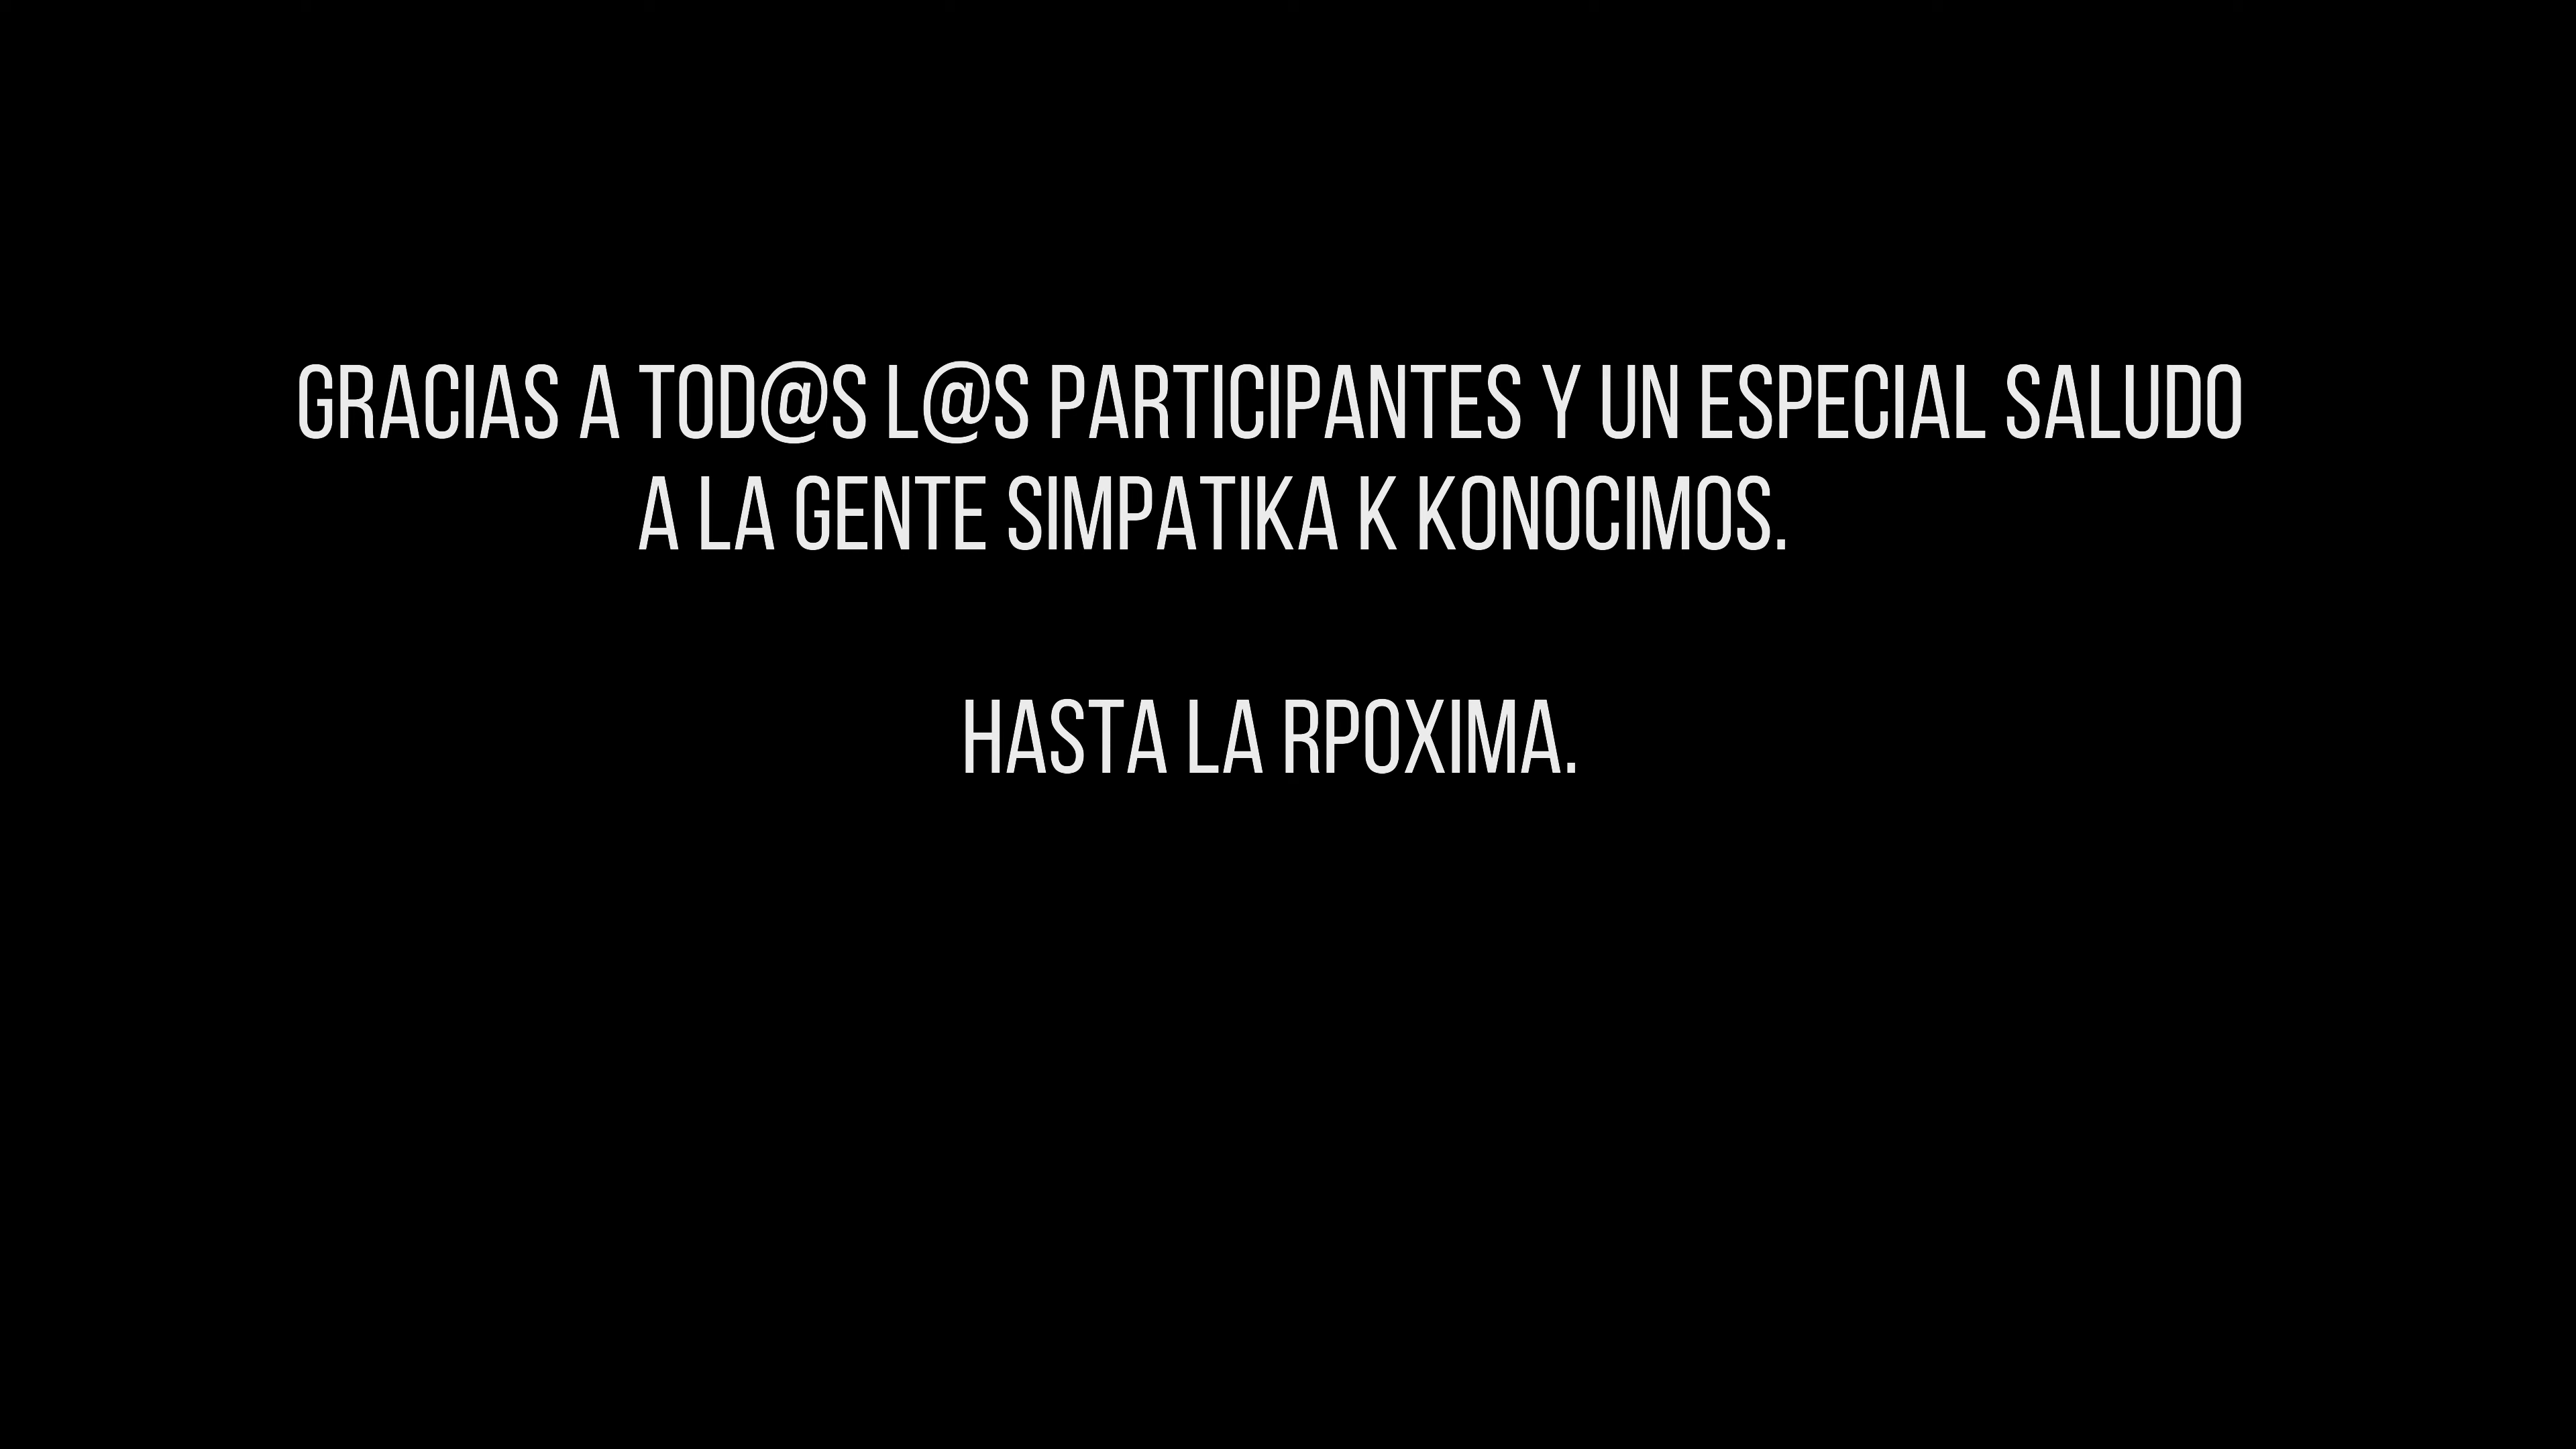 GRACIAS A TOD@S L@S PARTICIPANTES Y UN ESPECIAL SALUDO
A LA GENTE SIMPATIKA K KONOCIMOS.
HASTA LA RPOXIMA.